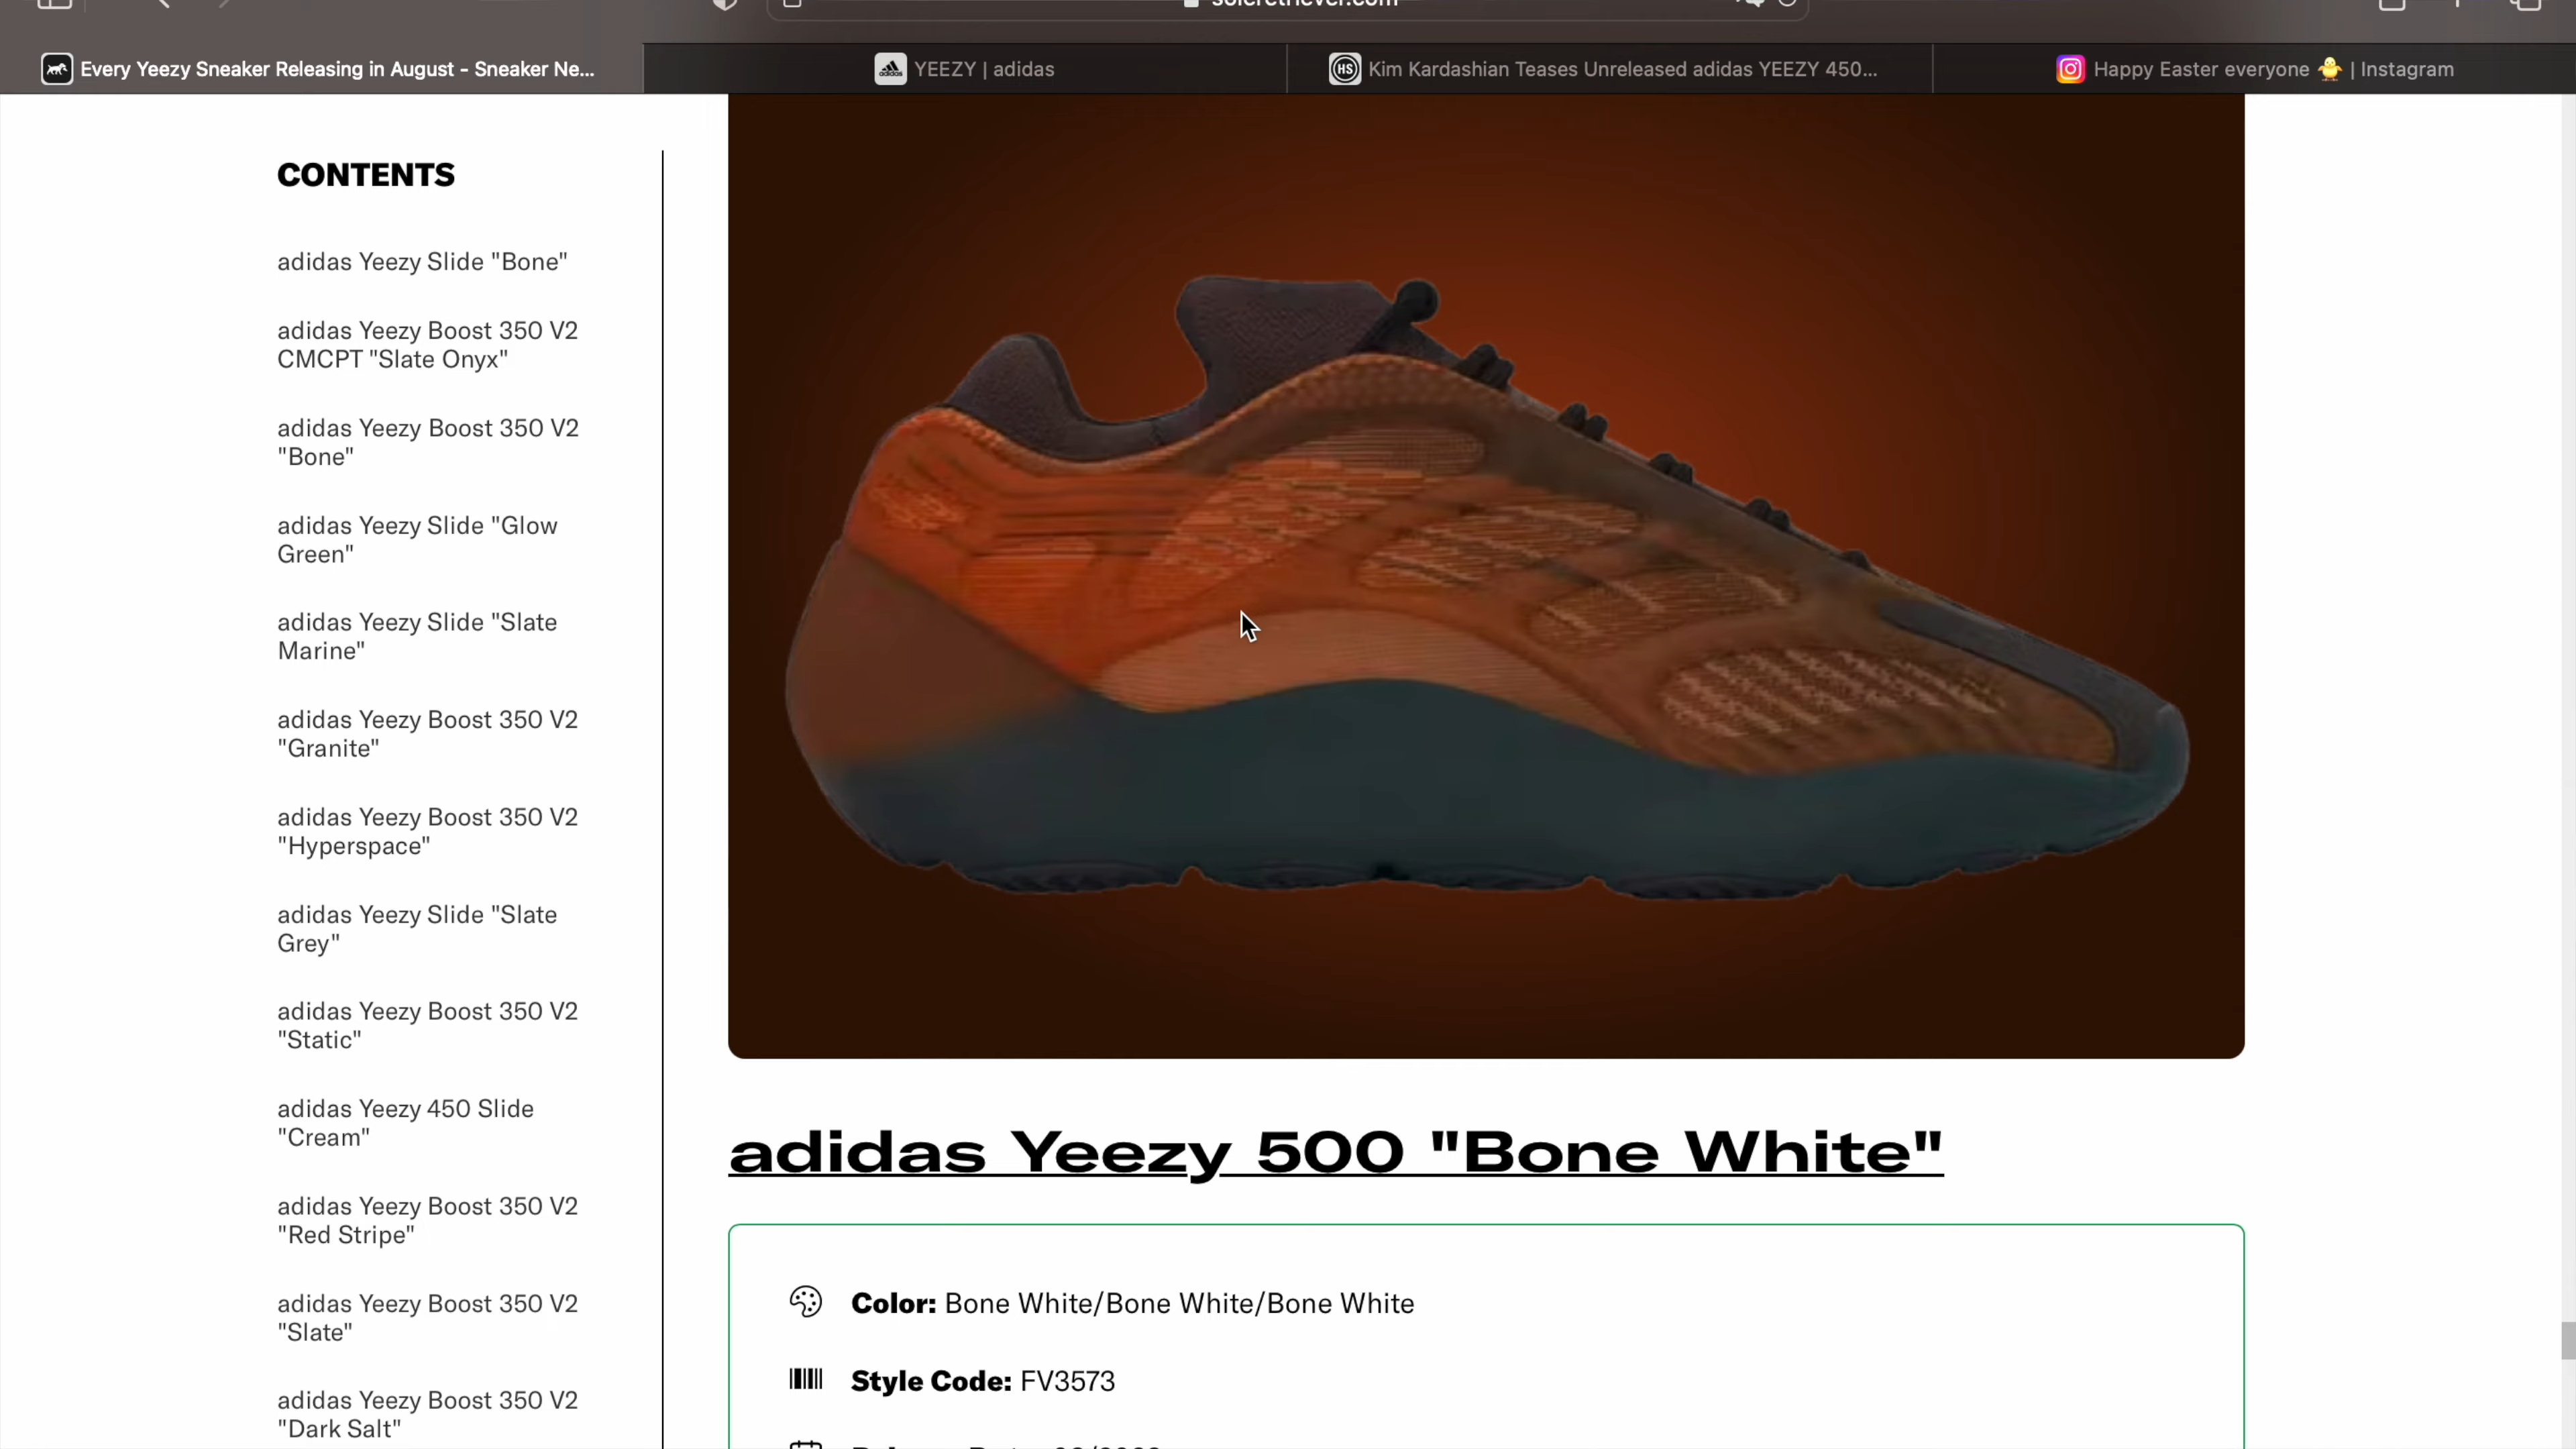 Every Yeezy Sneaker Releasing in August - Sneaker Ne...
YEEZY | adidas
HS
Kim Kardashian Teases Unreleased adidas YEEZY 450...
Happy Easter everyone 🐥 | Instagram
CONTENTS
adidas Yeezy Slide "Bone"
adidas Yeezy Boost 350 V2
CMCPT "Slate Onyx"
adidas Yeezy Boost 350 V2
"Bone"
adidas Yeezy Slide "Glow
Green"
adidas Yeezy Slide "Slate
Marine"
adidas Yeezy Boost 350 V2
"Granite"
adidas Yeezy Boost 350 V2
"Hyperspace"
adidas Yeezy Slide "Slate
Grey"
adidas Yeezy Boost 350 V2
"Static"
adidas Yeezy 450 Slide
"Cream"
adidas Yeezy Boost 350 V2
"Red Stripe"
adidas Yeezy Boost 350 V2
"Slate"
adidas Yeezy Boost 350 V2
"Dark Salt"
adidas Yeezy 500 "Bone White"
Color: Bone White/Bone White/Bone White
Style Code: FV3573